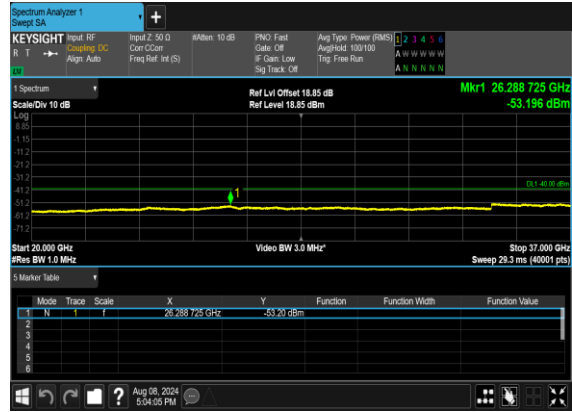 Spectrum Analyzer 1
Swept SA
+
KEYSIGHT Input: RF Input Z: 50 Ω #Atten: 10 dB PNO: Fast Avg Type: Power (RMS) 1 2 3 4 5 6
R T Coupling: DC Corr CCorr Gate: Off Avg|Hold: 100/100 A W W W W W
Align: Auto Freq Ref: Int (S) IF Gain: Low Trig: Free Run
Sig Track: Off A N N N N N
1 Spectrum Ref Lvl Offset 18.85 dB Mkr1 26.288 725 GHz
Scale/Div 10 dB Ref Level 18.85 dBm -53.196 dBm
Log
8.85
-1.15
-11.2
-21.2
-31.2
DL1 -40.00 dBm
-41.2
1
-51.2
-61.2
-71.2
Start 20.000 GHz Video BW 3.0 MHz* Stop 37.000 GHz
#Res BW 1.0 MHz Sweep 29.3 ms (40001 pts)
5 Marker Table
Mode Trace Scale X Y Function Function Width Function Value
1 N 1 f 26.288 725 GHz -53.20 dBm
2
3
4
5
6
? Aug 08, 2024
5:04:05 PM